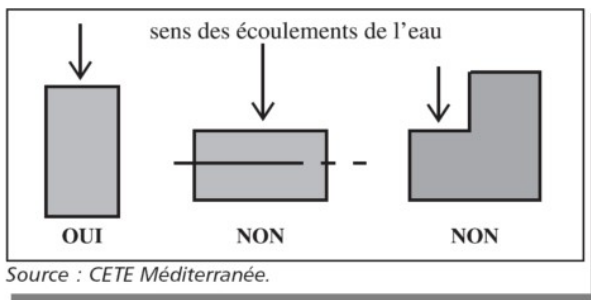 sens des écoulements de l'eau
OUI
NON
NON
Source : CETE Méditerranée.